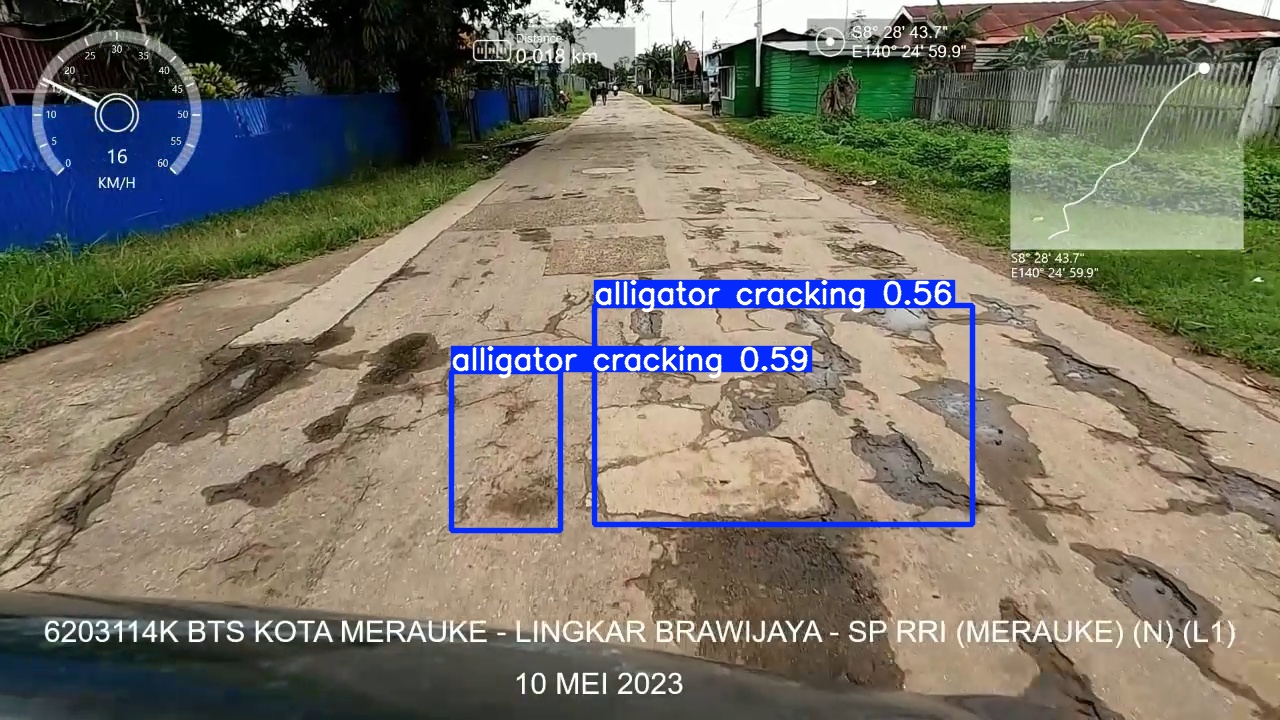 Distance
0.018 km
S8° 28' 43.7"
E140° 24' 59.9"
0
5
10
15
20
25
30
35
40
45
50
55
60
16
KM/H
S8° 28' 43.7"
E140° 24' 59.9"
alligator cracking 0.56
alligator cracking 0.59
6203114K BTS KOTA MERAUKE - LINGKAR BRAWIJAYA - SP RRI (MERAUKE) (N) (L1)
10 MEI 2023